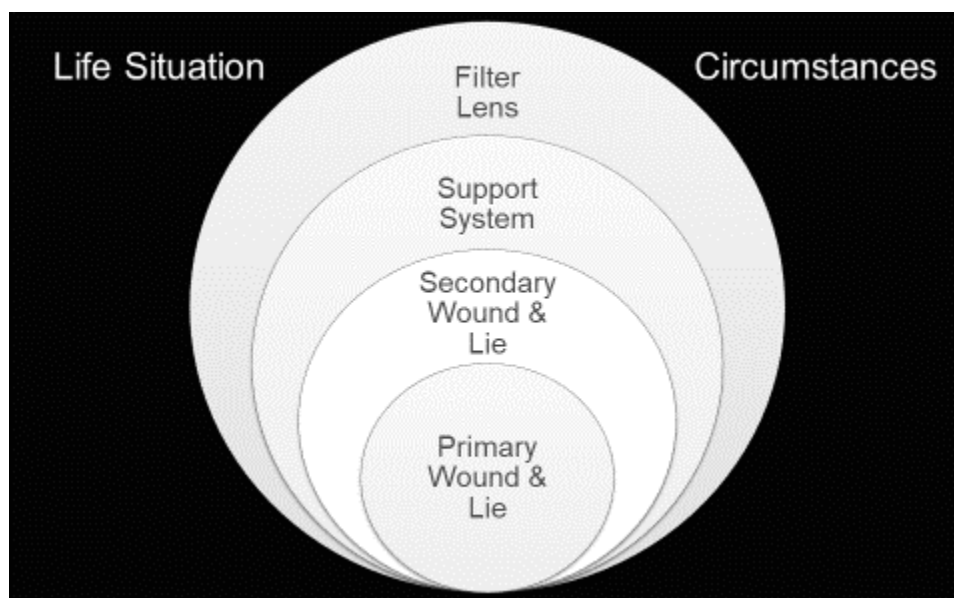 Life Situation
Circumstances
Filter
Lens
Support
System
Secondary
Wound &
Lie
Primary
Wound &
Lie